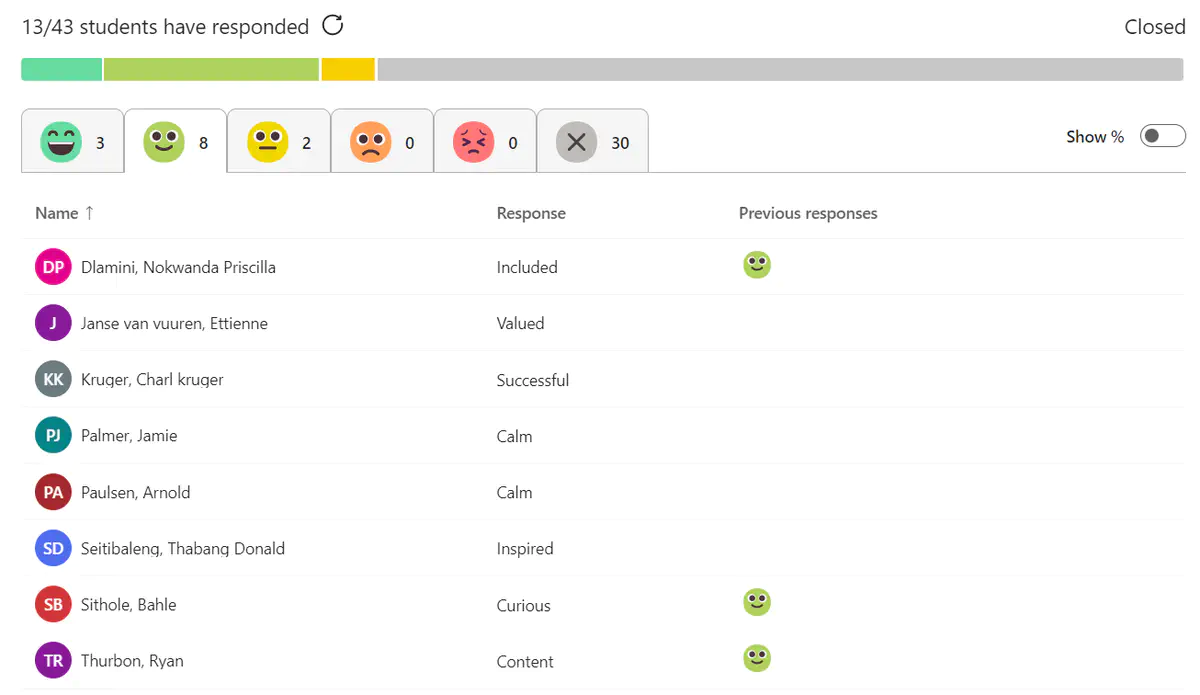 13/43 students have responded Closed
3 8 2 0 0 30 Show %
Name ↑ Response Previous responses
DP Dlamini, Nokwanda Priscilla Included
J Janse van vuuren, Ettienne Valued
KK Kruger, Charl kruger Successful
PJ Palmer, Jamie Calm
PA Paulsen, Arnold Calm
SD Seitibaleng, Thabang Donald Inspired
SB Sithole, Bahle Curious
TR Thurbon, Ryan Content